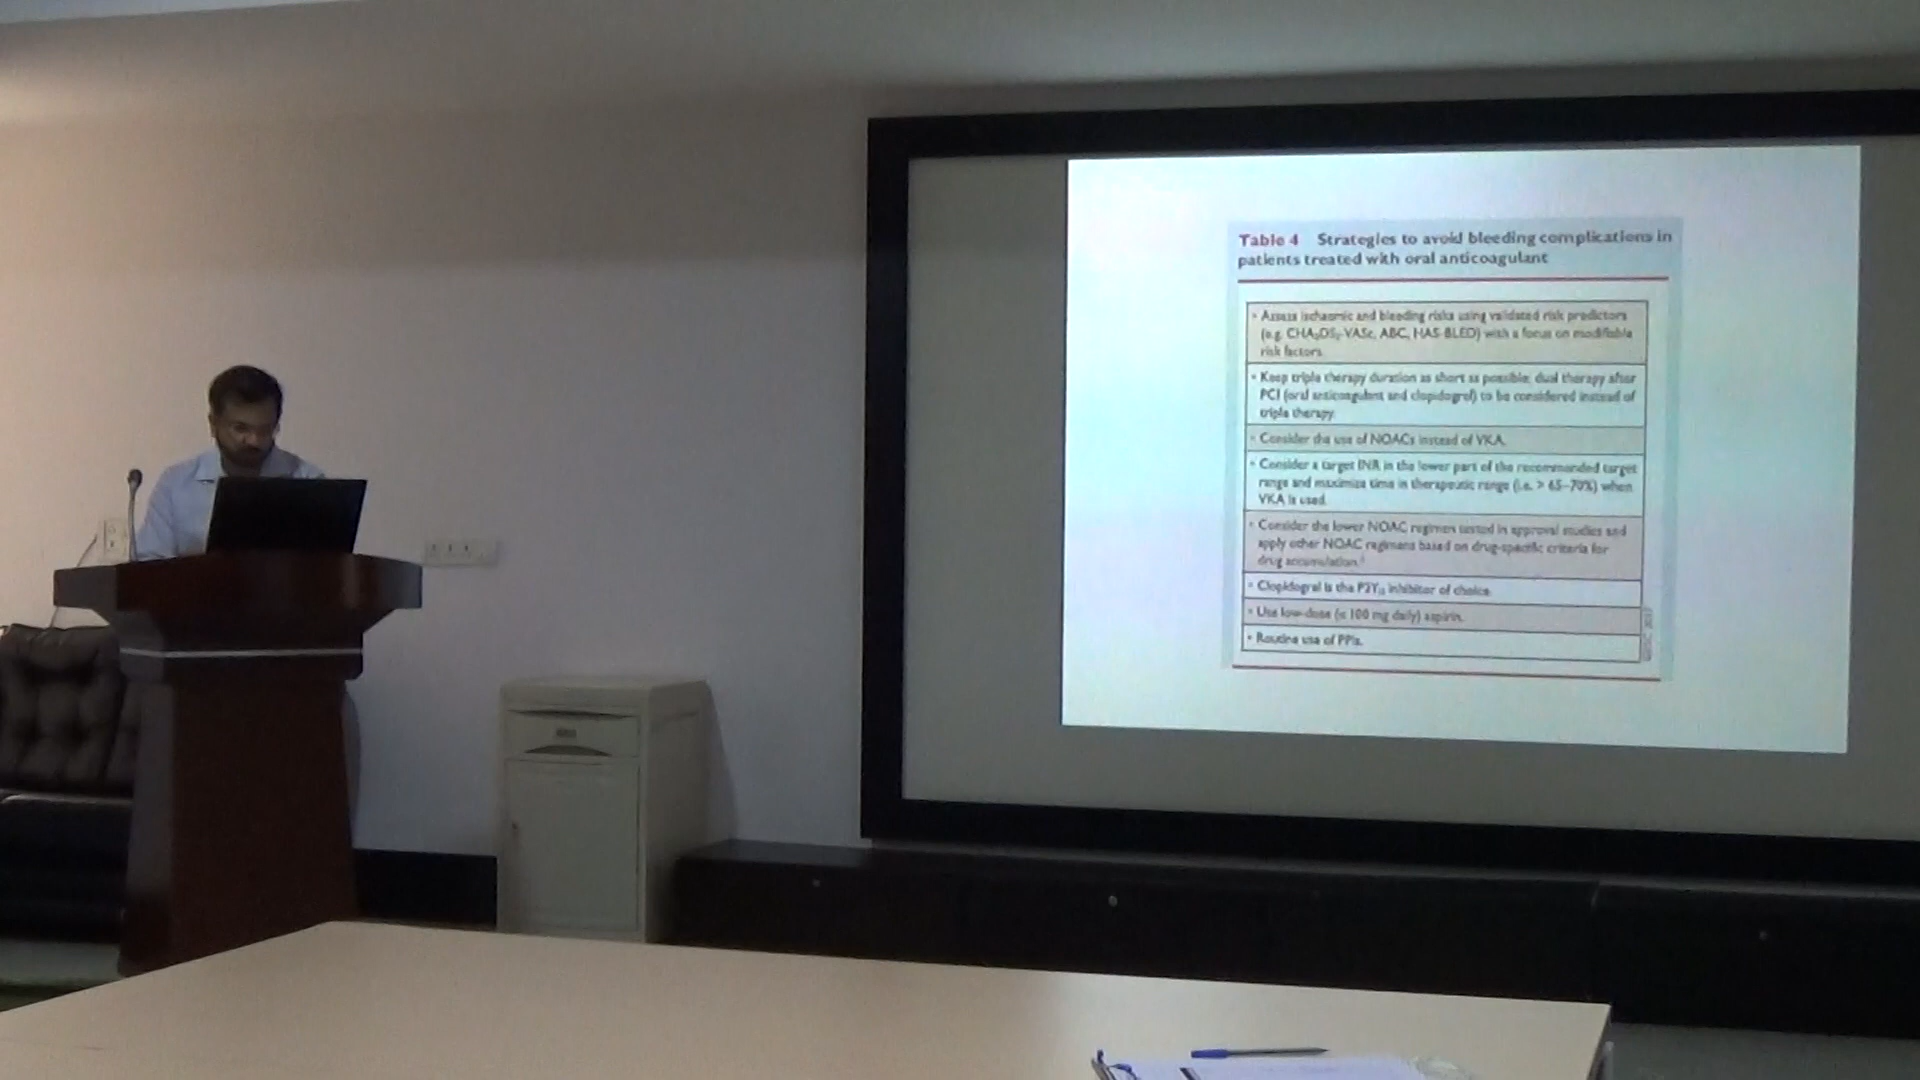 Table 4 Strategies to avoid bleeding complications in
patients treated with oral anticoagulant
• Assess ischaemic and bleeding risks using validated risk predictors
(e.g. CHA₂DS₂-VASc, ABC, HAS-BLED) with a focus on modifiable
risk factors.
• Keep triple therapy duration as short as possible; dual therapy after
PCI (oral anticoagulant and clopidogrel) to be considered instead of
triple therapy.
• Consider the use of NOACs instead of VKA.
• Consider a target INR in the lower part of the recommended target
range and maximize time in therapeutic range (i.e. > 65–70%) when
VKA is used.
• Consider the lower NOAC regimen tested in approval studies and
apply other NOAC regimens based on drug-specific criteria for
drug accumulation.
• Clopidogrel is the P2Y₁₂ inhibitor of choice.
• Use low-dose (≤ 100 mg daily) aspirin.
• Routine use of PPIs.